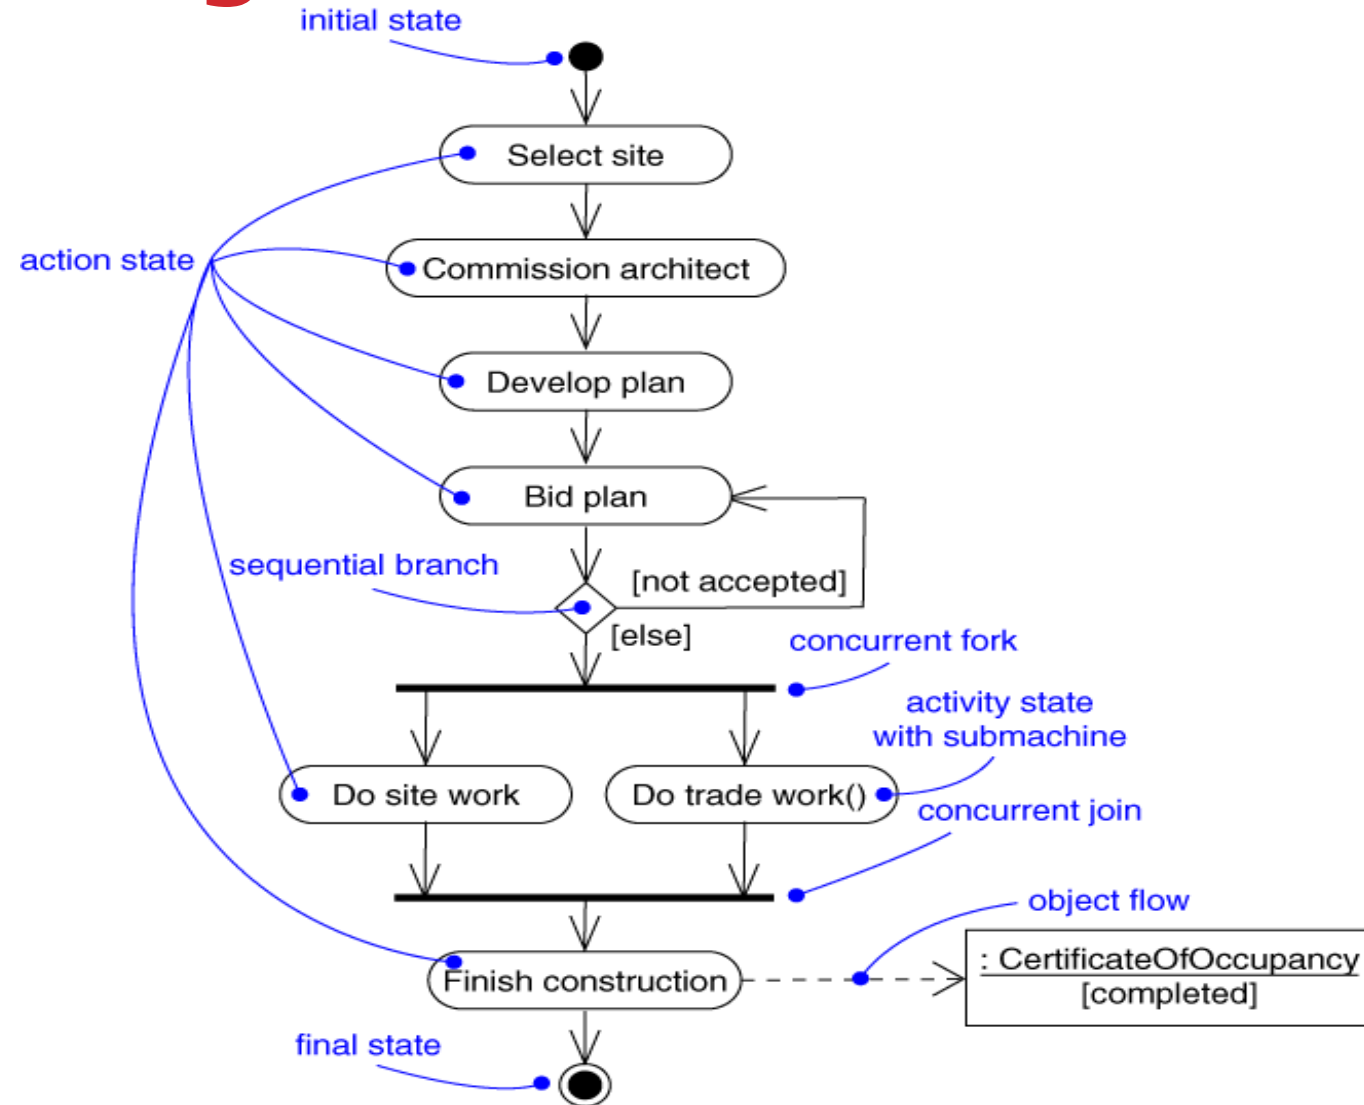 initial state
Select site
action state
Commission architect
Develop plan
Bid plan
sequential branch
[not accepted]
[else]
concurrent fork
activity state
with submachine
Do site work
Do trade work()
concurrent join
object flow
: CertificateOfOccupancy
[completed]
Finish construction
final state